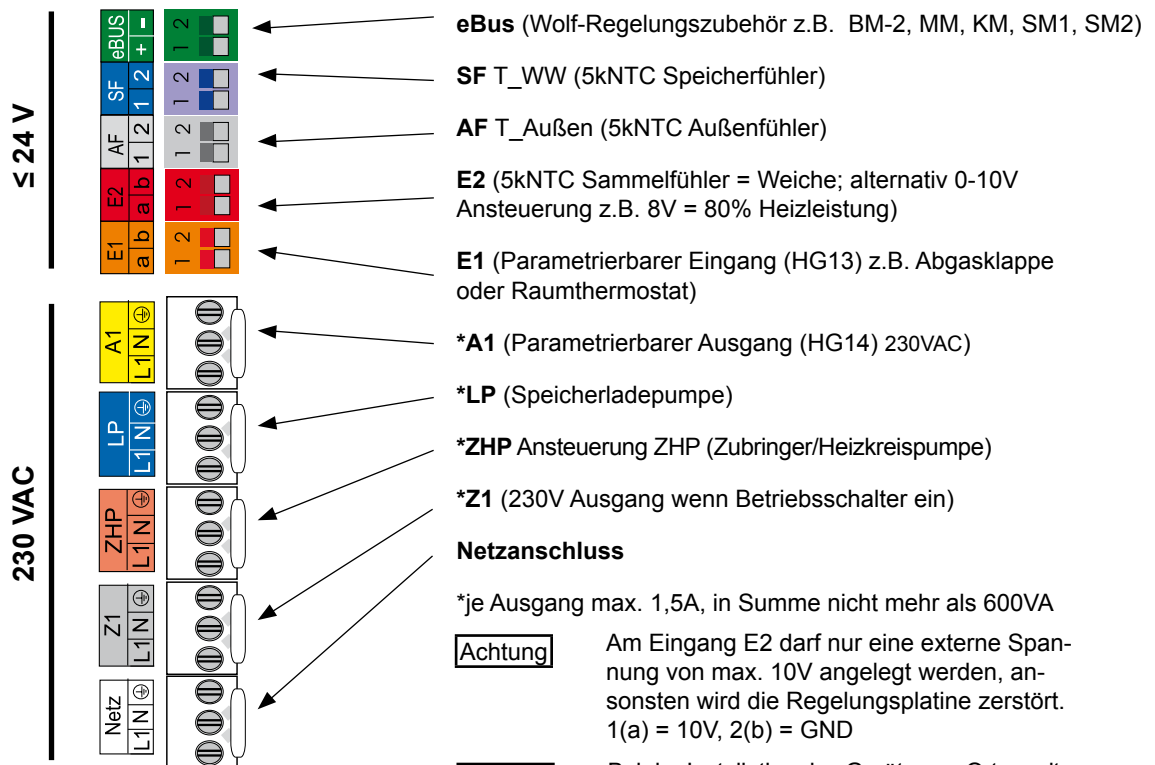 ≤ 24 V
eBUS + -
1 2
eBus (Wolf-Regelungszubehör z.B. BM-2, MM, KM, SM1, SM2)
SF 1 2
1 2
SF T_WW (5kNTC Speicherfühler)
AF 1 2
1 2
AF T_Außen (5kNTC Außenfühler)
E2 a b
1 2
E2 (5kNTC Sammelfühler = Weiche; alternativ 0-10V
Ansteuerung z.B. 8V = 80% Heizleistung)
E1 a b
1 2
E1 (Parametrierbarer Eingang (HG13) z.B. Abgasklappe
oder Raumthermostat)
230 VAC
A1
L1 N
*A1 (Parametrierbarer Ausgang (HG14) 230VAC)
LP
L1 N
*LP (Speicherladepumpe)
ZHP
L1 N
*ZHP Ansteuerung ZHP (Zubringer/Heizkreispumpe)
Z1
L1 N
*Z1 (230V Ausgang wenn Betriebsschalter ein)
Netz
L1 N
Netzanschluss
*je Ausgang max. 1,5A, in Summe nicht mehr als 600VA
Achtung
Am Eingang E2 darf nur eine externe Span-
nung von max. 10V angelegt werden, an-
sonsten wird die Regelungsplatine zerstört.
1(a) = 10V, 2(b) = GND